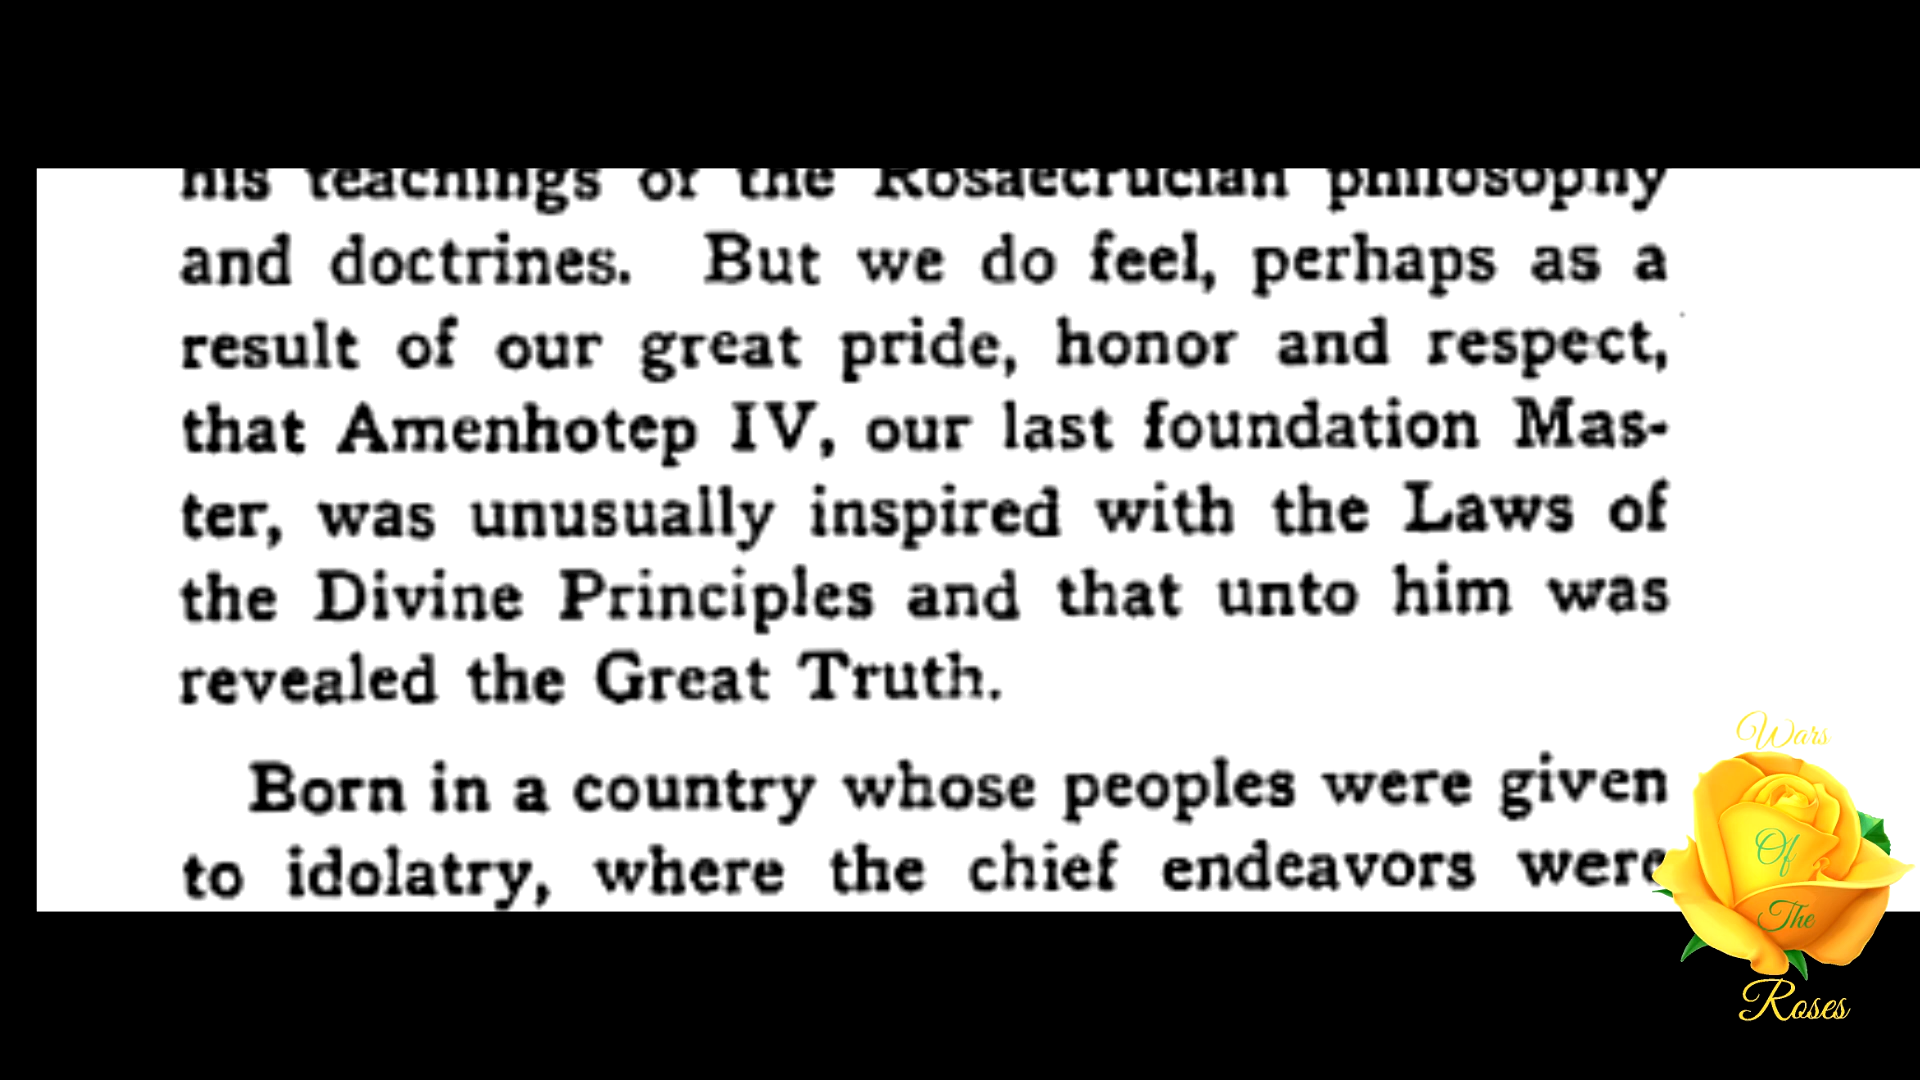 his teachings of the Rosaecrucian philosophy
and doctrines. But we do feel, perhaps as a
result of our great pride, honor and respect,
that Amenhotep IV, our last foundation Mas-
ter, was unusually inspired with the Laws of
the Divine Principles and that unto him was
revealed the Great Truth.
Born in a country whose peoples were given
to idolatry, where the chief endeavors were
Wars
Of
The
Roses